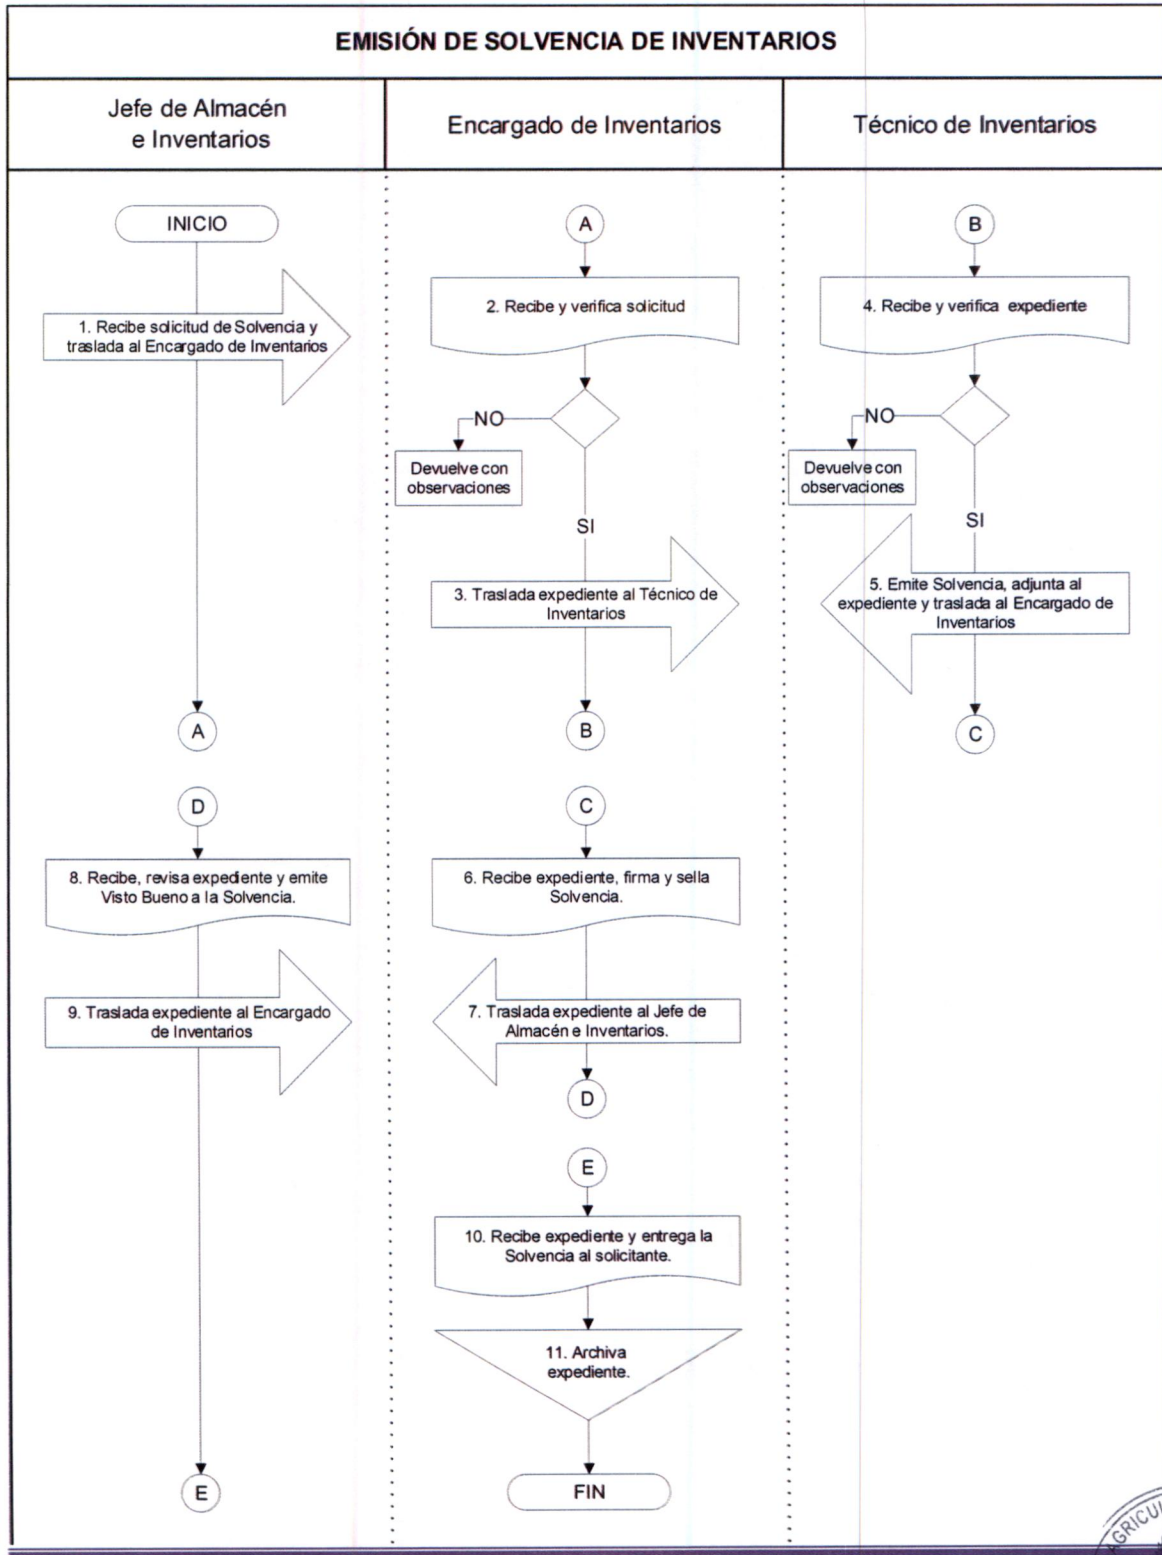 EMISIÓN DE SOLVENCIA DE INVENTARIOS
Jefe de Almacén
e Inventarios
Encargado de Inventarios
Técnico de Inventarios
INICIO
1. Recibe solicitud de Solvencia y
traslada al Encargado de Inventarios
A
D
8. Recibe, revisa expediente y emite
Visto Bueno a la Solvencia.
9. Traslada expediente al Encargado
de Inventarios
E
A
2. Recibe y verifica solicitud
NO
Devuelve con
observaciones
SI
3. Traslada expediente al Técnico de
Inventarios
B
C
6. Recibe expediente, firma y sella
Solvencia.
7. Traslada expediente al Jefe de
Almacén e Inventarios.
D
E
10. Recibe expediente y entrega la
Solvencia al solicitante.
11. Archiva
expediente.
FIN
B
4. Recibe y verifica expediente
NO
Devuelve con
observaciones
SI
5. Emite Solvencia, adjunta al
expediente y traslada al Encargado de
Inventarios
C